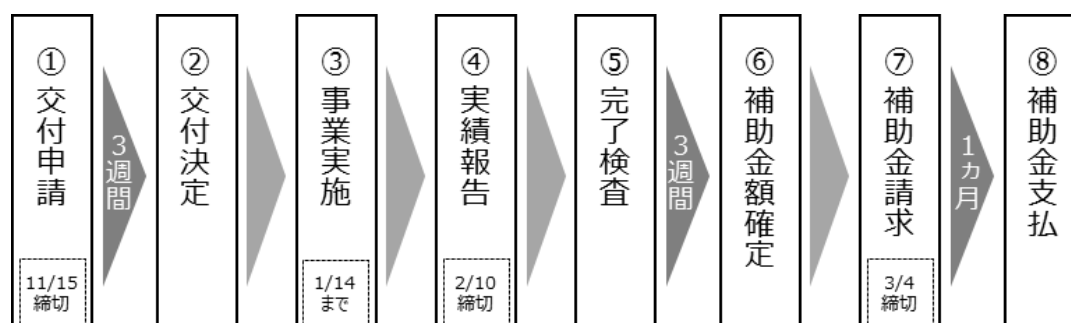 ①交付申請
11/15
締切
3週間
②交付決定
③事業実施
1/14
まで
④実績報告
2/10
締切
⑤完了検査
3週間
⑥補助金額確定
⑦補助金請求
3/4
締切
1ヵ月
⑧補助金支払